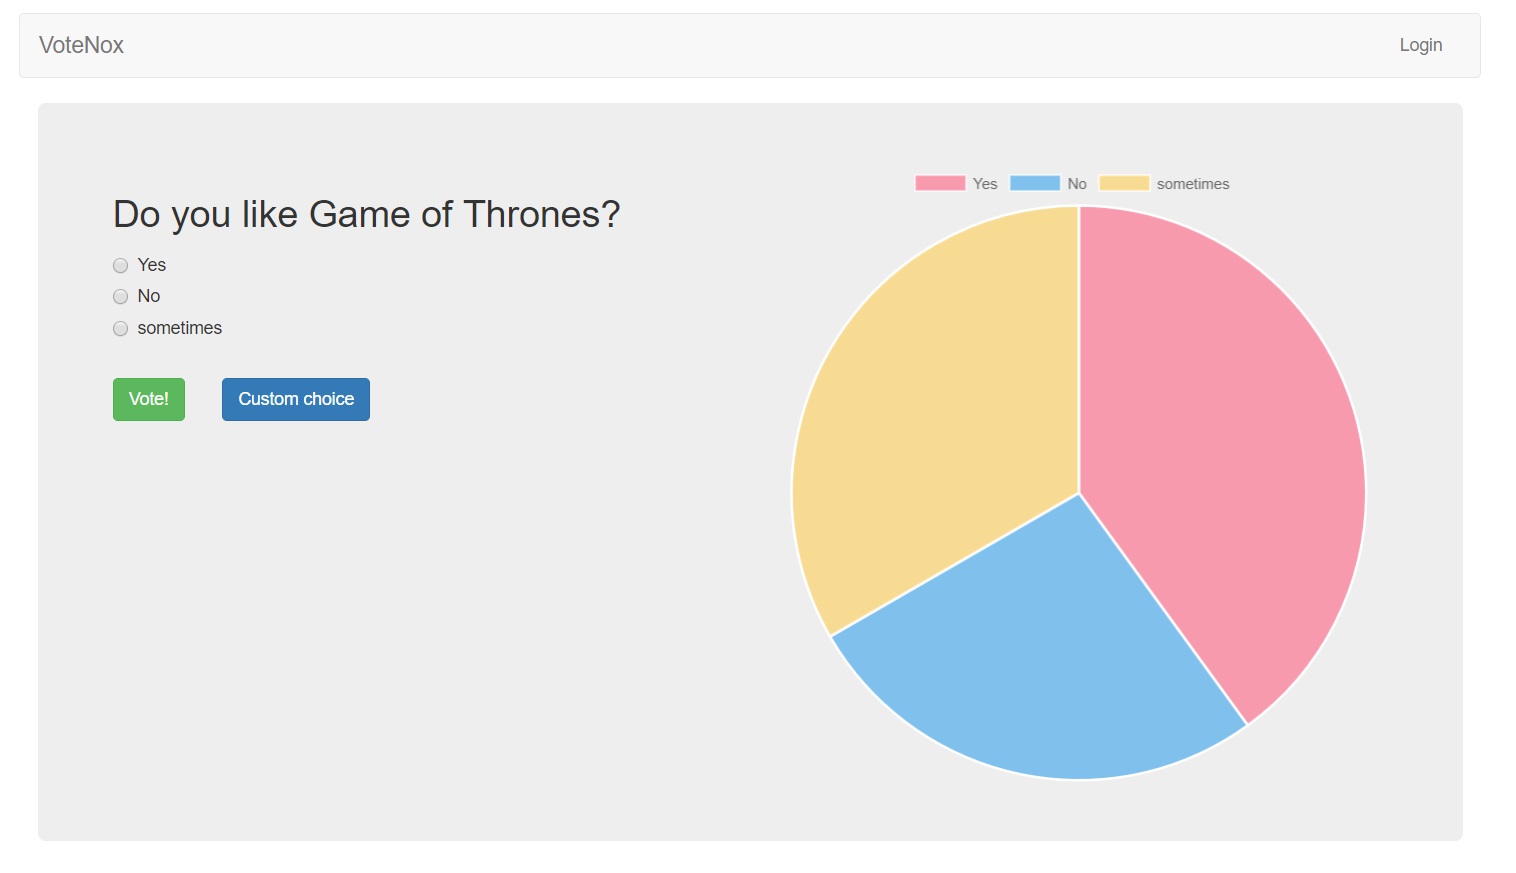 VoteNox
Login
Do you like Game of Thrones?
Yes
No
sometimes
Vote!
Custom choice
Yes No sometimes